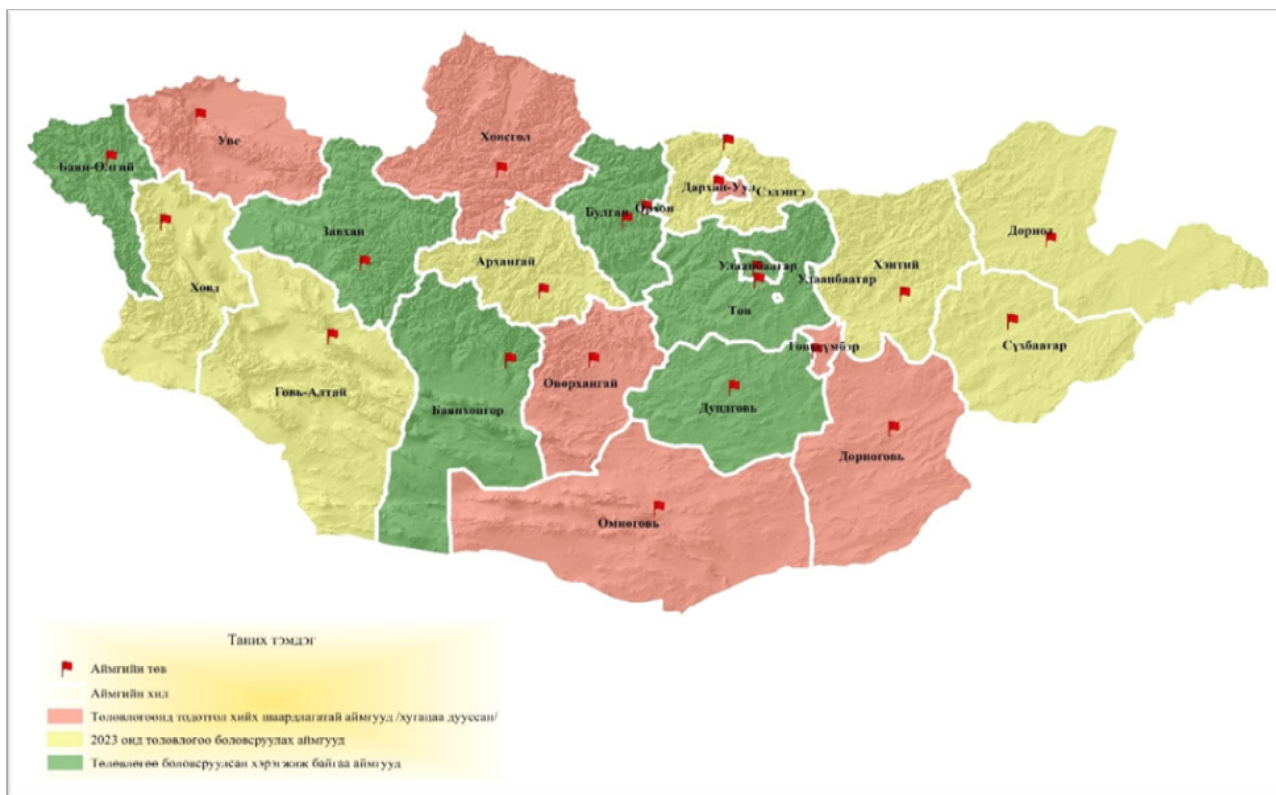 Увс
Хөвсгөл
Баян-Өлгий
Дархан-Уул
Сэлэнгэ
Орхон
Булган
Завхан
Дорнод
Архангай
Улаанбаатар
Хэнтий
Улаанбаатар
Ховд
Төв
Говьсүмбэр
Сүхбаатар
Говь-Алтай
Өвөрхангай
Баянхонгор
Дундговь
Дорноговь
Өмнөговь
Таних тэмдэг
Аймгийн төв
Аймгийн хил
Төлөвлөгөөнд тодотгол хийх шаардлагатай аймгууд /хугацаа дууссан/
2023 онд төлөвлөгөө боловсруулах аймгууд
Төлөвлөгөө боловсруулсан хэрэгжиж байгаа аймгууд